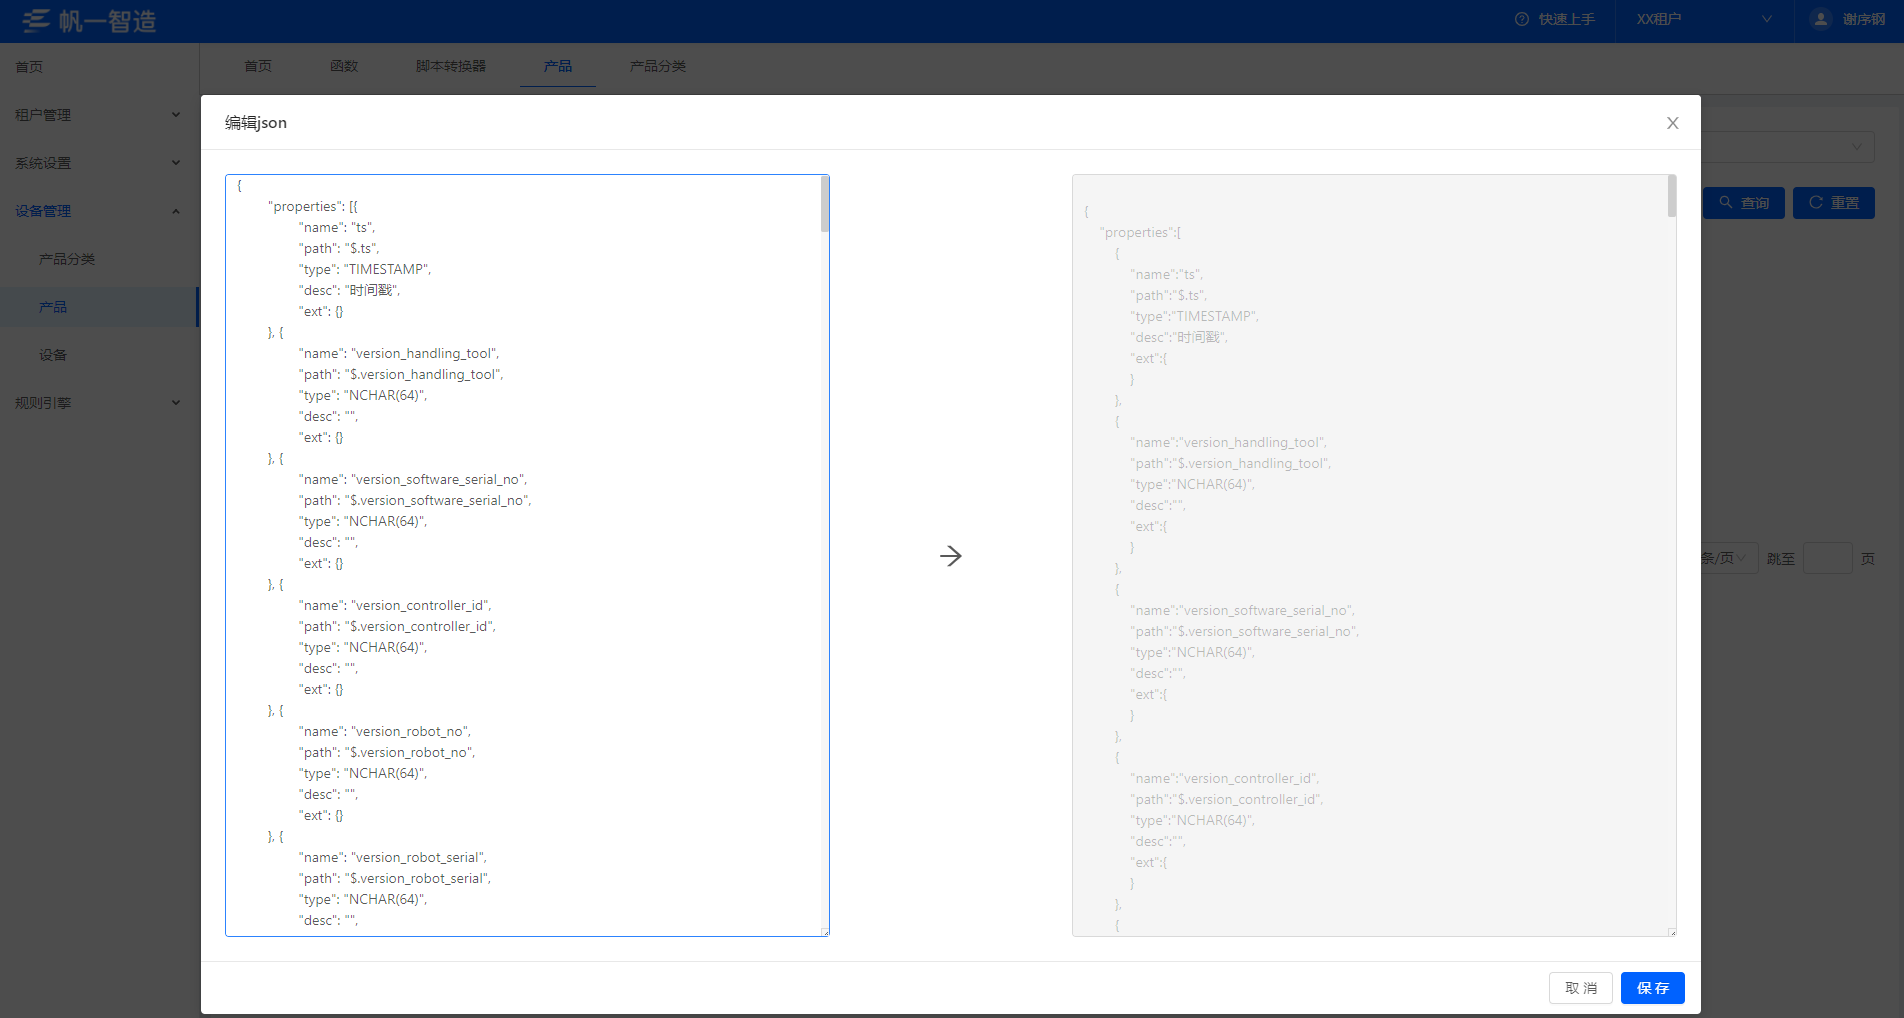 帆一智造
快速上手
XX租户
谢序钢
首页
租户管理
系统设置
设备管理
产品分类
产品
设备
规则引擎
首页
函数
脚本转换器
产品
产品分类
查询
重置
条/页
跳至
页
编辑json
{
"properties": [{
"name": "ts",
"path": "$.ts",
"type": "TIMESTAMP",
"desc": "时间戳",
"ext": {}
}, {
"name": "version_handling_tool",
"path": "$.version_handling_tool",
"type": "NCHAR(64)",
"desc": "",
"ext": {}
}, {
"name": "version_software_serial_no",
"path": "$.version_software_serial_no",
"type": "NCHAR(64)",
"desc": "",
"ext": {}
}, {
"name": "version_controller_id",
"path": "$.version_controller_id",
"type": "NCHAR(64)",
"desc": "",
"ext": {}
}, {
"name": "version_robot_no",
"path": "$.version_robot_no",
"type": "NCHAR(64)",
"desc": "",
"ext": {}
}, {
"name": "version_robot_serial",
"path": "$.version_robot_serial",
"type": "NCHAR(64)",
"desc": "",
{
"properties":[
{
"name":"ts",
"path":"$.ts",
"type":"TIMESTAMP",
"desc":"时间戳",
"ext":{
}
},
{
"name":"version_handling_tool",
"path":"$.version_handling_tool",
"type":"NCHAR(64)",
"desc":"",
"ext":{
}
},
{
"name":"version_software_serial_no",
"path":"$.version_software_serial_no",
"type":"NCHAR(64)",
"desc":"",
"ext":{
}
},
{
"name":"version_controller_id",
"path":"$.version_controller_id",
"type":"NCHAR(64)",
"desc":"",
"ext":{
}
},
{
取 消
保 存